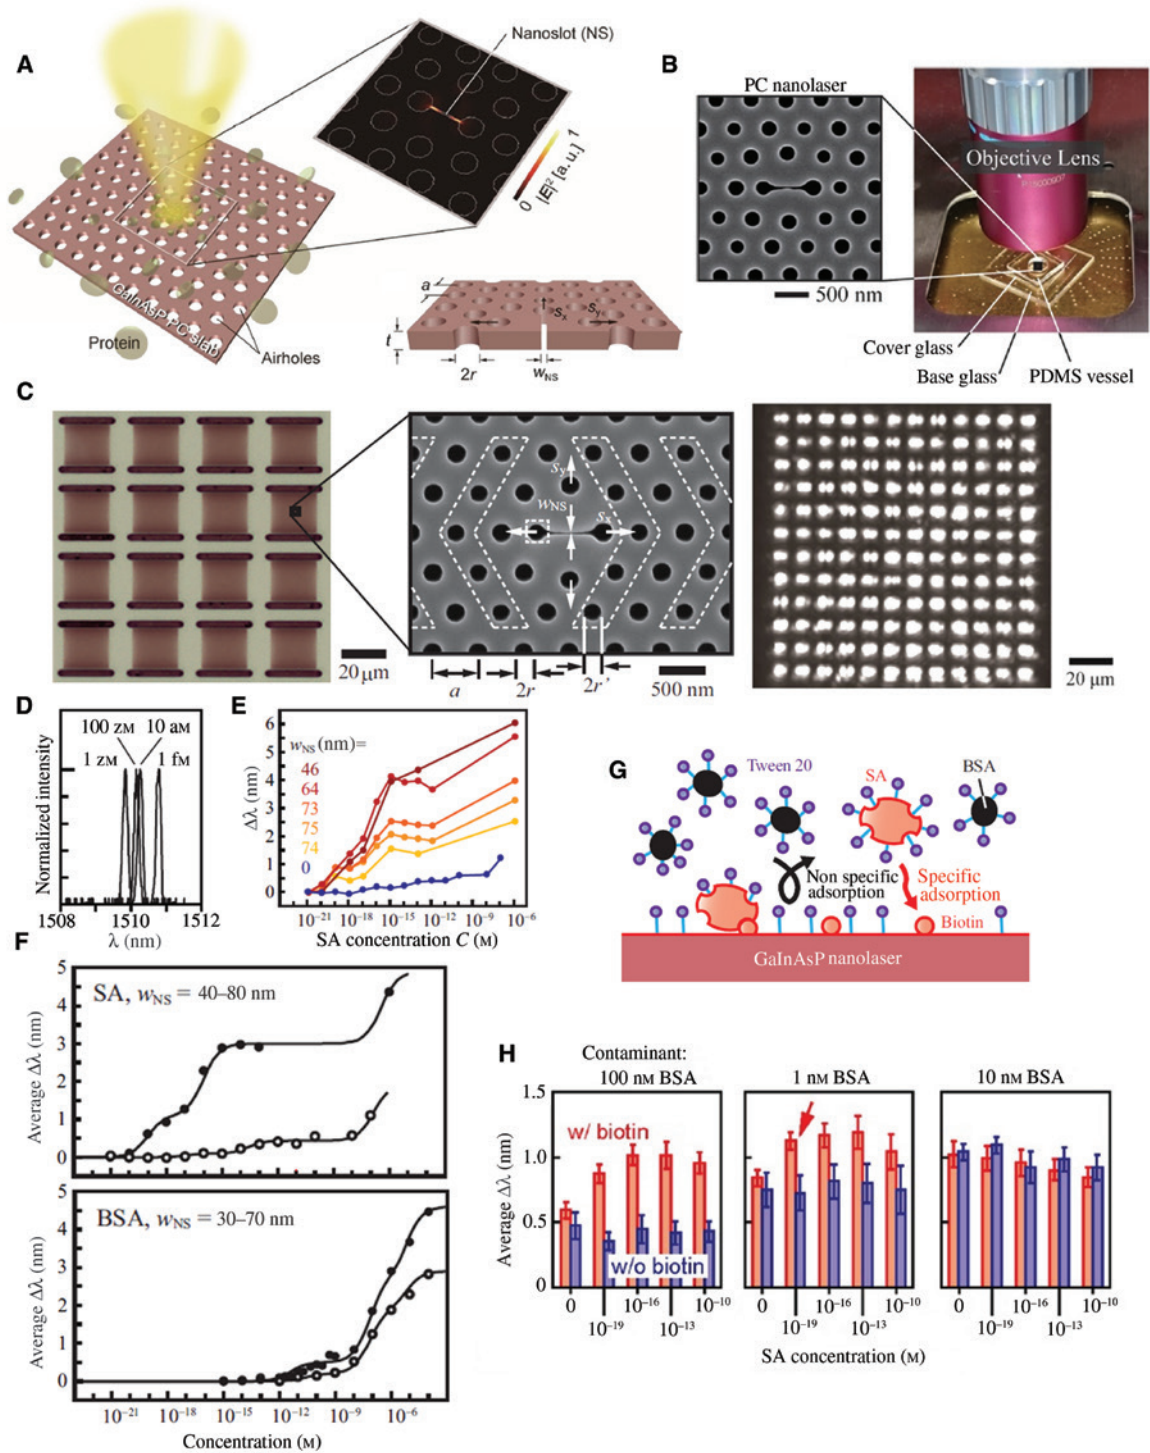 A
Nanoslot (NS)
0 |E|² [a. u.] 1
GaInAsP PC slab
Protein
Airholes
a
t
2r
wNS
sx
sy
B
PC nanolaser
500 nm
Objective Lens
Cover glass
Base glass
PDMS vessel
C
20 μm
sy
wNS
sx
a
2r
2r'
500 nm
20 μm
D
Normalized intensity
100 zM 10 aM
1 zM 1 fM
1508 1510 1512
λ (nm)
E
Δλ (nm)
6
5
4
3
2
1
0
wNS (nm)=
46
64
73
75
74
0
10⁻²¹ 10⁻¹⁸ 10⁻¹⁵ 10⁻¹² 10⁻⁹ 10⁻⁶
SA concentration C (M)
G
Tween 20
SA
BSA
Non specific
adsorption
Specific
adsorption
Biotin
GaInAsP nanolaser
F
Average Δλ (nm)
5
4
3
2
1
0
SA, wNS = 40–80 nm
Average Δλ (nm)
5
4
3
2
1
0
BSA, wNS = 30–70 nm
10⁻²¹ 10⁻¹⁸ 10⁻¹⁵ 10⁻¹² 10⁻⁹ 10⁻⁶
Concentration (M)
H
Contaminant:
100 nM BSA 1 nM BSA 10 nM BSA
Average Δλ (nm)
1.5
1.0
0.5
0
w/ biotin
w/o biotin
0 10⁻¹⁶ 10⁻¹⁰ 0 10⁻¹⁶ 10⁻¹⁰ 0 10⁻¹⁶ 10⁻¹⁰
10⁻¹⁹ 10⁻¹³ 10⁻¹⁹ 10⁻¹³ 10⁻¹⁹ 10⁻¹³
SA concentration (M)